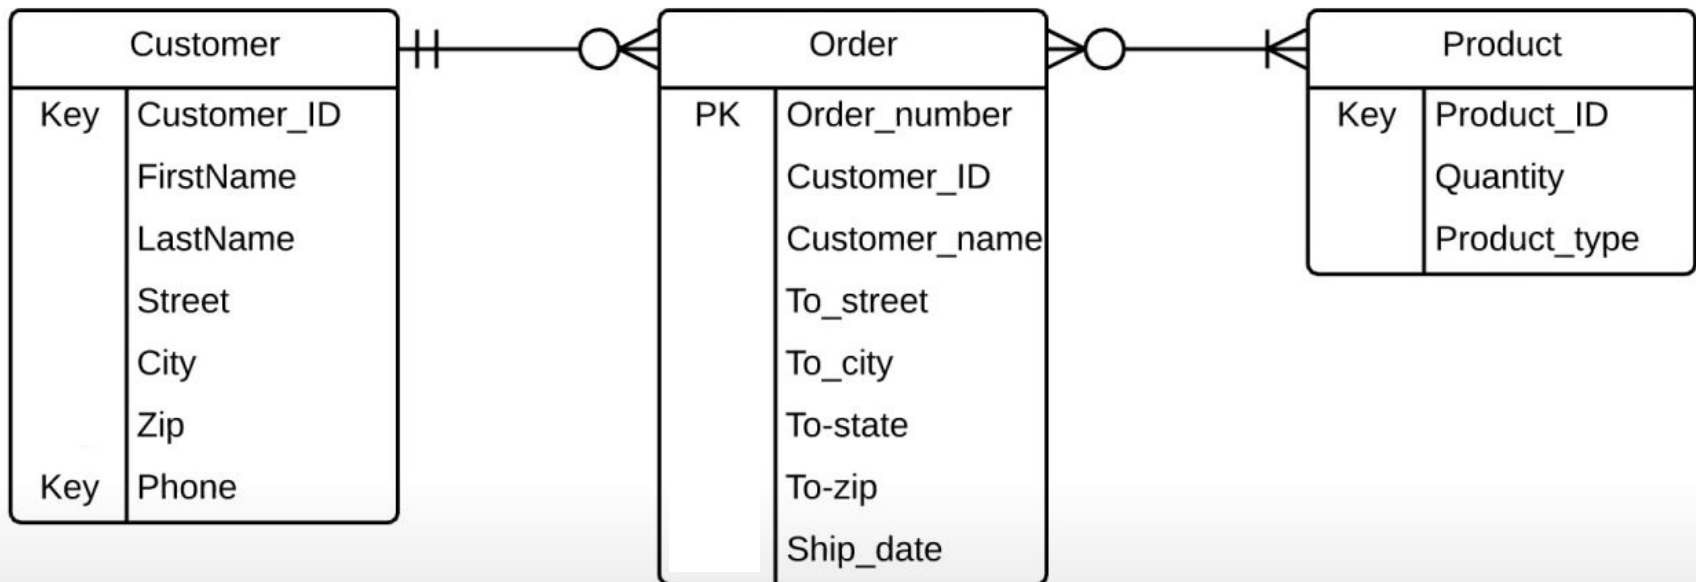 Customer
Key Customer_ID
FirstName
LastName
Street
City
Zip
Key Phone
Order
PK Order_number
Customer_ID
Customer_name
To_street
To_city
To-state
To-zip
Ship_date
Product
Key Product_ID
Quantity
Product_type